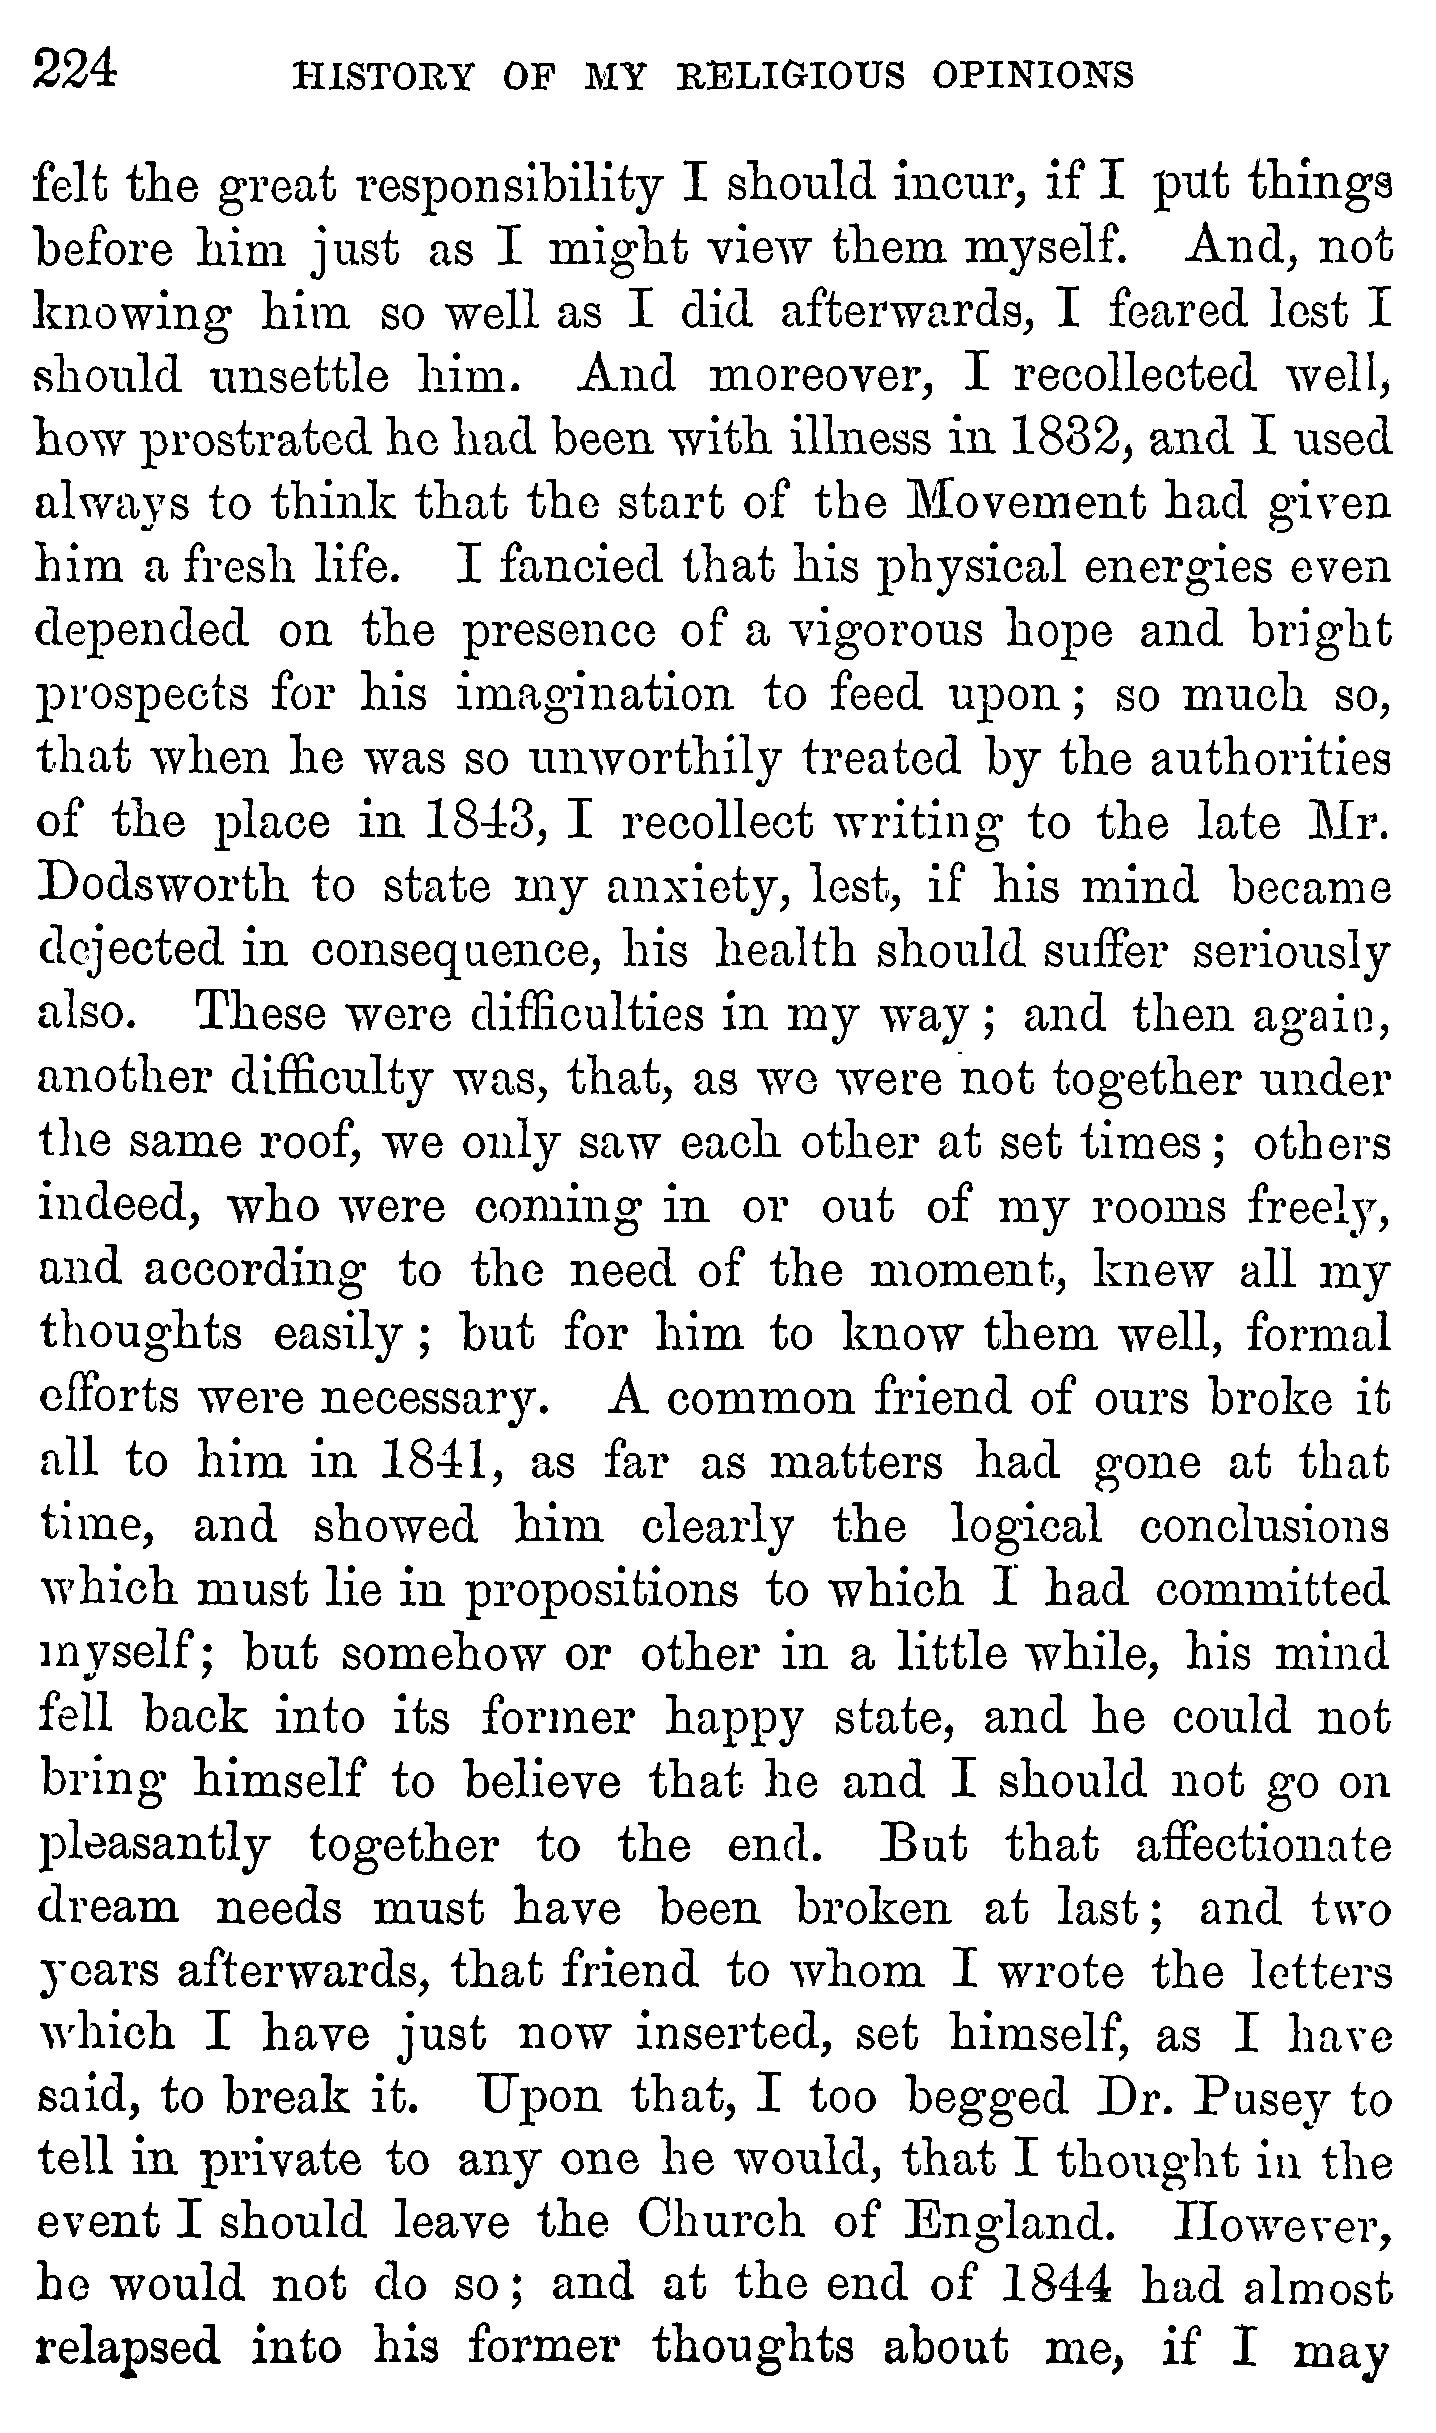 224 HISTORY OF MY RELIGIOUS OPINIONS
felt the great responsibility I should incur, if I put things
before him just as I might view them myself. And, not
knowing him so well as I did afterwards, I feared lest I
should unsettle him. And moreover, I recollected well,
how prostrated he had been with illness in 1832, and I used
always to think that the start of the Movement had given
him a fresh life. I fancied that his physical energies even
depended on the presence of a vigorous hope and bright
prospects for his imagination to feed upon; so much so,
that when he was so unworthily treated by the authorities
of the place in 1843, I recollect writing to the late Mr.
Dodsworth to state my anxiety, lest, if his mind became
dejected in consequence, his health should suffer seriously
also. These were difficulties in my way; and then again,
another difficulty was, that, as we were not together under
the same roof, we only saw each other at set times; others
indeed, who were coming in or out of my rooms freely,
and according to the need of the moment, knew all my
thoughts easily; but for him to know them well, formal
efforts were necessary. A common friend of ours broke it
all to him in 1841, as far as matters had gone at that
time, and showed him clearly the logical conclusions
which must lie in propositions to which I had committed
myself; but somehow or other in a little while, his mind
fell back into its former happy state, and he could not
bring himself to believe that he and I should not go on
pleasantly together to the end. But that affectionate
dream needs must have been broken at last; and two
years afterwards, that friend to whom I wrote the letters
which I have just now inserted, set himself, as I have
said, to break it. Upon that, I too begged Dr. Pusey to
tell in private to any one he would, that I thought in the
event I should leave the Church of England. However,
he would not do so; and at the end of 1844 had almost
relapsed into his former thoughts about me, if I may